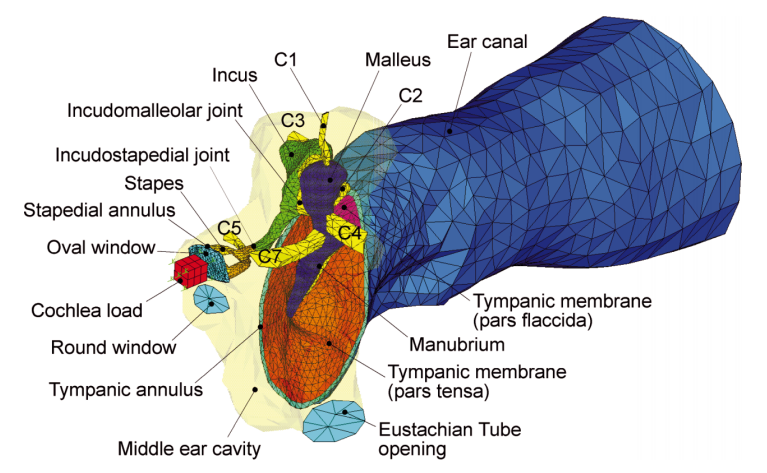 Ear canal
C1
Malleus
Incus
C2
Incudomalleolar joint
C3
Incudostapedial joint
Stapes
Stapedial annulus
C5
C4
Oval window
C7
Cochlea load
Tympanic membrane
(pars flaccida)
Round window
Manubrium
Tympanic annulus
Tympanic membrane
(pars tensa)
Middle ear cavity
Eustachian Tube
opening